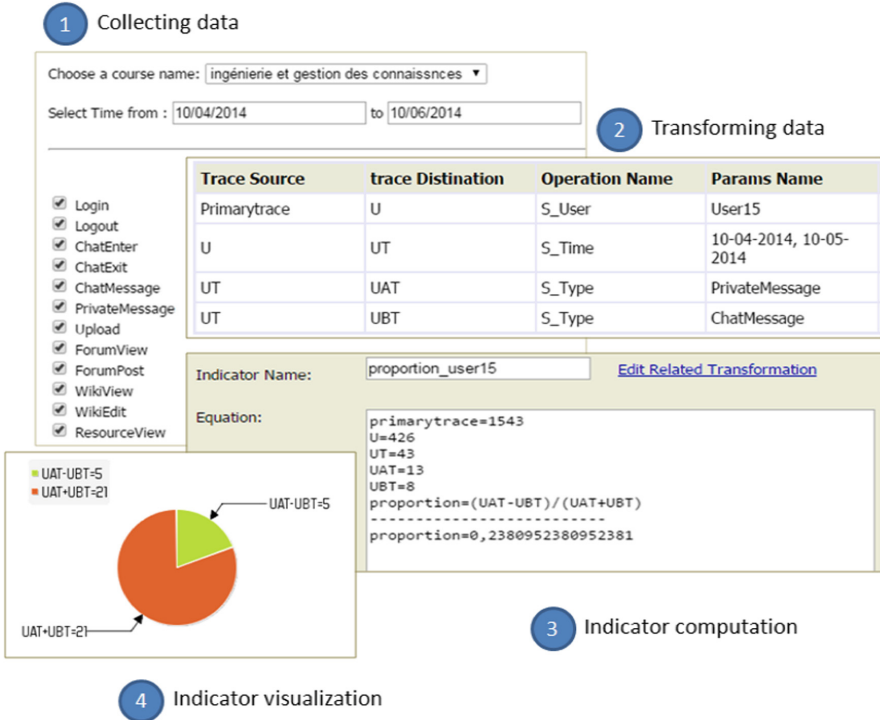 1 Collecting data
Choose a course name: ingénierie et gestion des connaissnces ▼
Select Time from : 10/04/2014 to 10/06/2014
Login
Logout
ChatEnter
ChatExit
ChatMessage
PrivateMessage
Upload
ForumView
ForumPost
WikiView
WikiEdit
ResourceView
2 Transforming data
Trace Source trace Distination Operation Name Params Name
Primarytrace U S_User User15
U UT S_Time 10-04-2014, 10-05-
2014
UT UAT S_Type PrivateMessage
UT UBT S_Type ChatMessage
Indicator Name: proportion_user15 Edit Related Transformation
Equation:
primarytrace=1543
U=426
UT=43
UAT=13
UBT=8
proportion=(UAT-UBT)/(UAT+UBT)
--------------------------
proportion=0,2380952380952381
3 Indicator computation
UAT-UBT=5
UAT+UBT=21
UAT-UBT=5
UAT+UBT=21
4 Indicator visualization